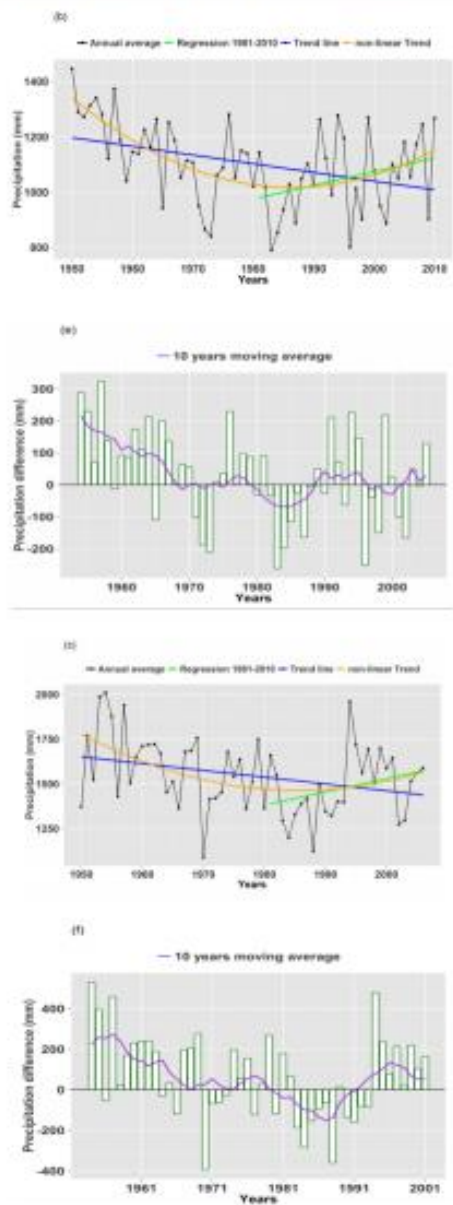 (b)
Annual average Regression 1981-2010 Trend line non-linear Trend
Precipitation (mm)
1400
1200
1000
800
1950 1960 1970 1980 1990 2000 2010
Years
(e)
10 years moving average
Precipitation difference (mm)
300
200
100
0
-100
-200
1960 1970 1980 1990 2000
Years
(c)
Annual average Regression 1981-2010 Trend line non-linear Trend
Precipitation (mm)
2000
1750
1500
1250
1950 1960 1970 1980 1990 2000
Years
(f)
10 years moving average
Precipitation difference (mm)
400
200
0
-200
-400
1961 1971 1981 1991 2001
Years